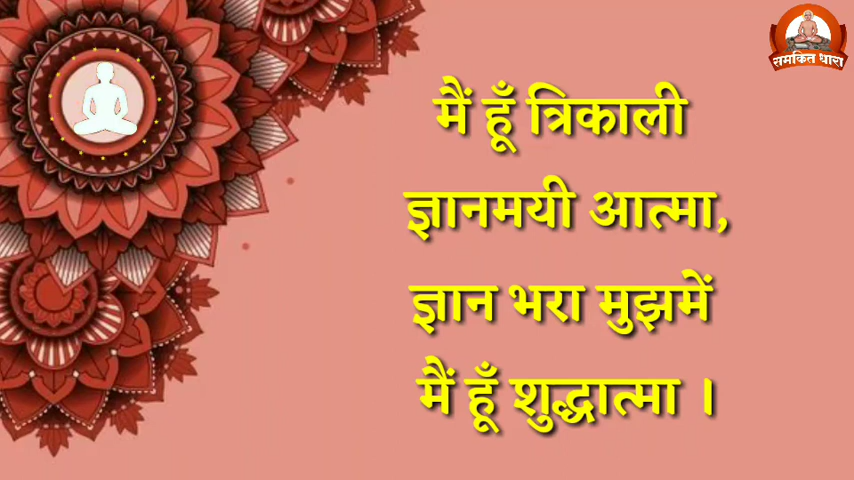 समकित धारा
मैं हूँ त्रिकाली
ज्ञानमयी आत्मा,
ज्ञान भरा मुझमें
मैं हूँ शुद्धात्मा ।